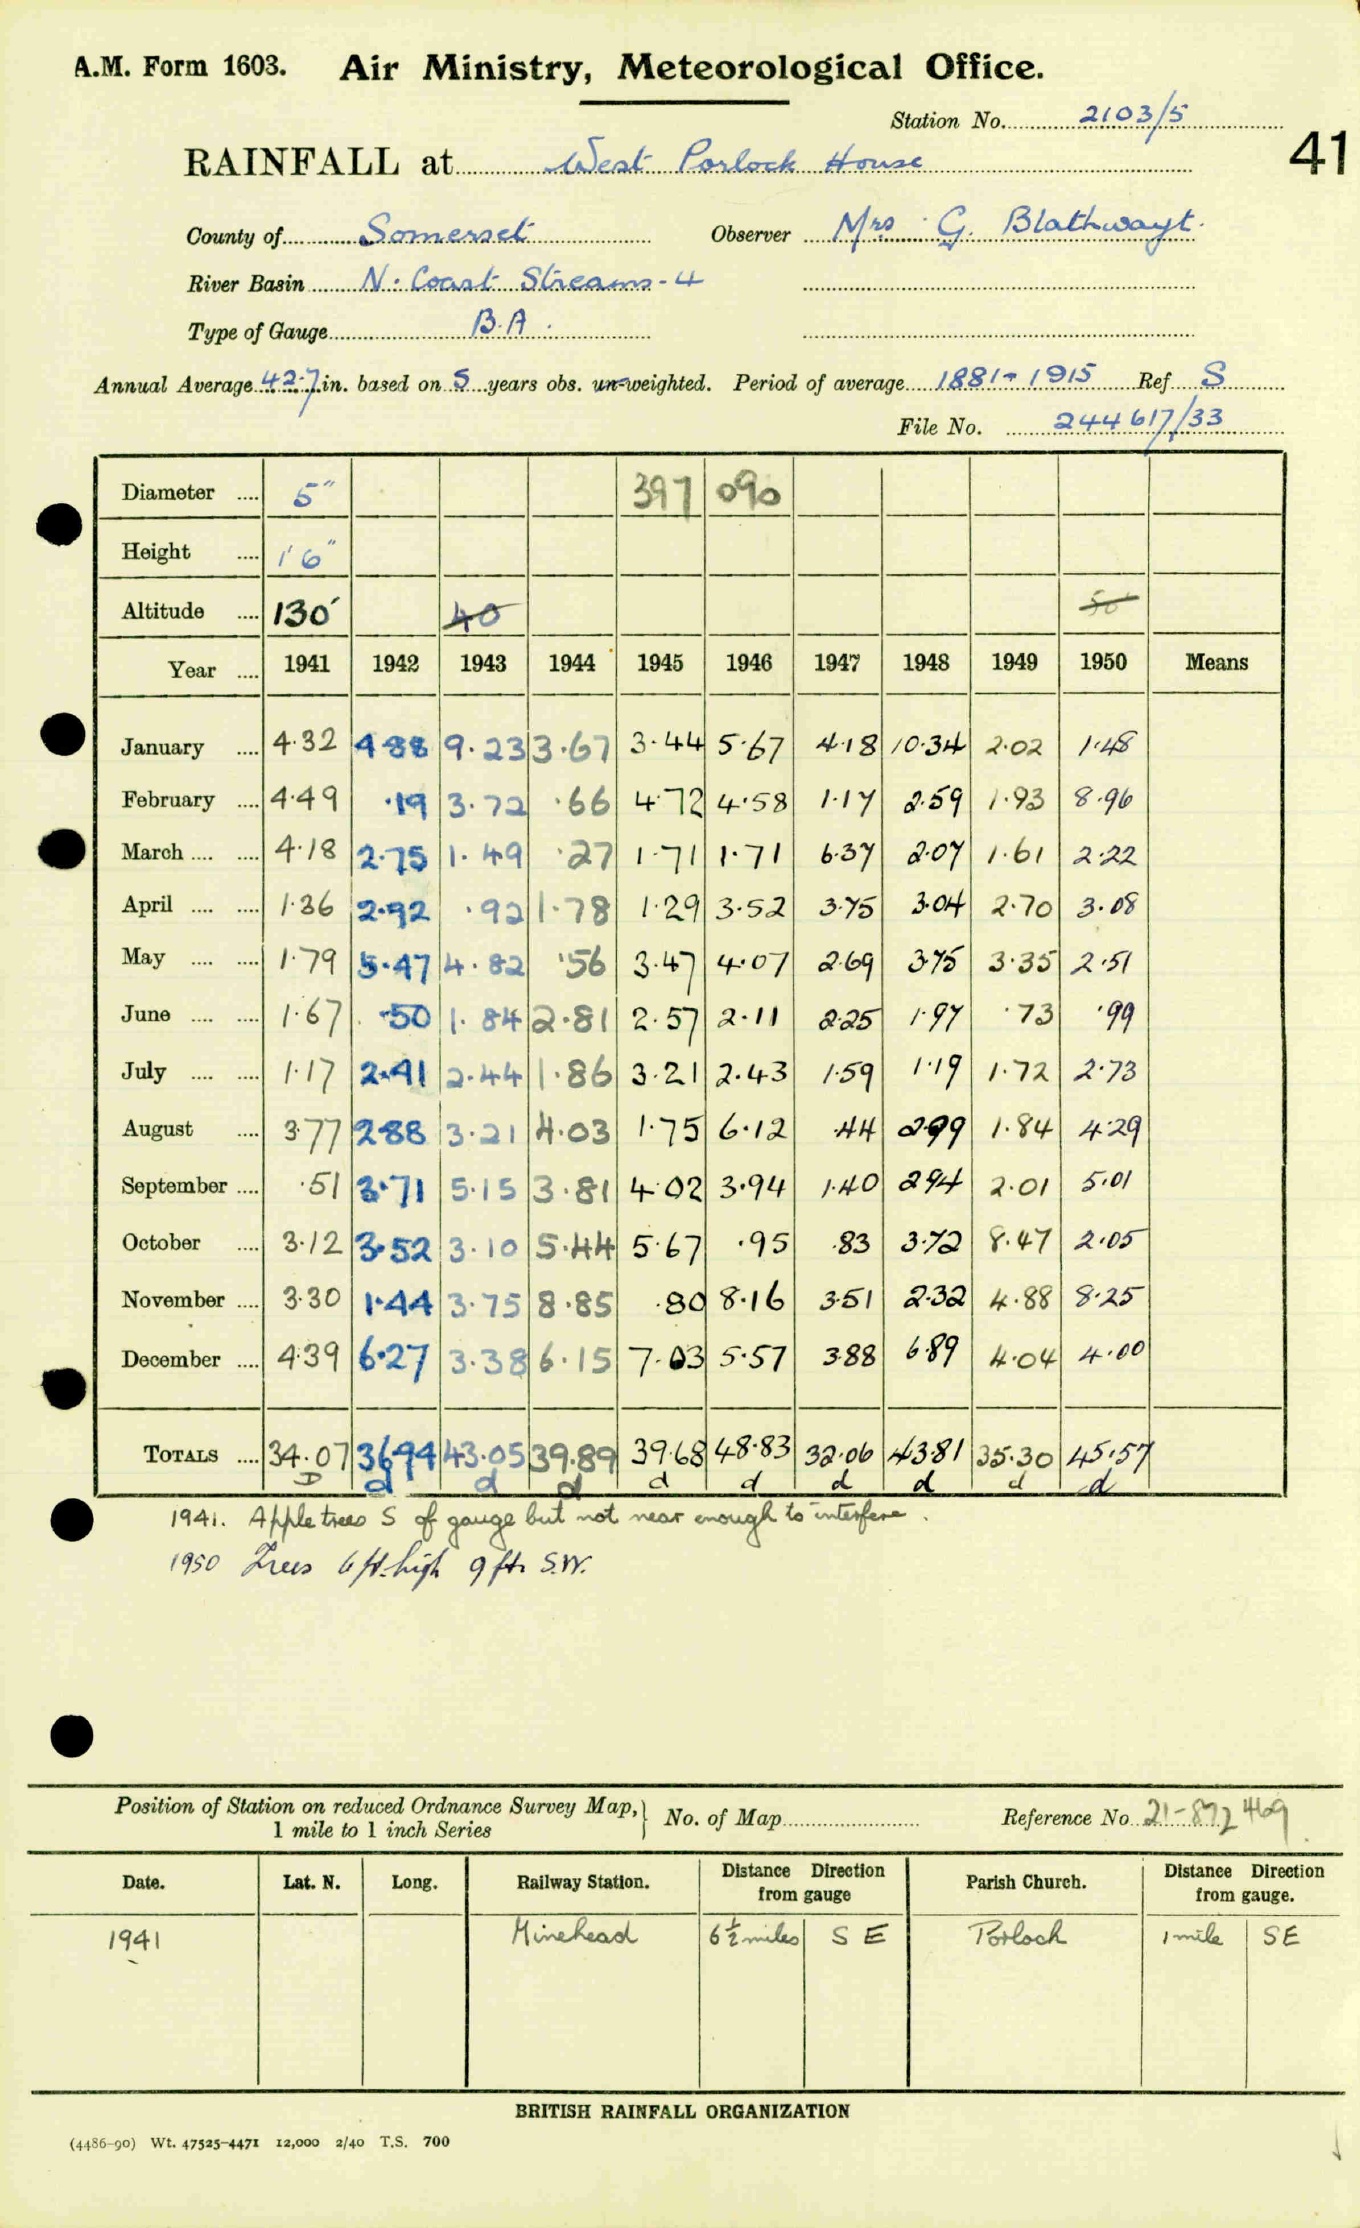 A.M. Form 1603. Air Ministry, Meteorological Office.
Station No. 2103/5
41
RAINFALL at West Porlock House
County of Somerset Observer Mrs G. Blathwayt.
River Basin N. Coast Streams - 4
Type of Gauge B.A.
Annual Average 42.7 in. based on 5 years obs. un-weighted. Period of average 1881-1915 Ref S
File No. 244617/33
Diameter .... 5" 397 090
Height .... 1'6"
Altitude .... 130' 40 50
Year .... 1941 1942 1943 1944 1945 1946 1947 1948 1949 1950 Means
January .... 4.32 4.88 9.23 3.67 3.44 5.67 4.18 10.34 2.02 1.48
February .... 4.49 .19 3.72 .66 4.72 4.58 1.17 2.59 1.93 8.96
March .... .... 4.18 2.75 1.49 .27 1.71 1.71 6.37 2.07 1.61 2.22
April .... .... 1.36 2.92 .92 1.78 1.29 3.52 3.75 3.04 2.70 3.08
May .... .... 1.79 5.47 4.82 .56 3.47 4.07 2.69 3.75 3.35 2.51
June .... .... 1.67 .50 1.84 2.81 2.57 2.11 2.25 1.97 .73 .99
July .... .... 1.17 2.41 2.44 1.86 3.21 2.43 1.59 1.19 1.72 2.73
August .... 3.77 2.88 3.21 4.03 1.75 6.12 .44 2.99 1.84 4.29
September .... .51 3.71 5.15 3.81 4.02 3.94 1.40 2.94 2.01 5.01
October .... 3.12 3.52 3.10 5.44 5.67 .95 .83 3.72 8.47 2.05
November .... 3.30 1.44 3.75 8.85 .80 8.16 3.51 2.32 4.88 8.25
December .... 4.39 6.27 3.38 6.15 7.03 5.57 3.88 6.89 4.04 4.00
TOTALS .... 34.07 36.94 43.05 39.89 39.68 48.83 32.06 43.81 35.30 45.57
D d d d d d d d d d
1941. Apple trees S of gauge but not near enough to interfere.
1950 Trees 6 ft. high 9 ft. S.W.
Position of Station on reduced Ordnance Survey Map, 1 mile to 1 inch Series } No. of Map Reference No. 21-872469
Date. Lat. N. Long. Railway Station. Distance from gauge Direction Parish Church. Distance Direction from gauge.
1941 Minehead 6½ miles S E Porlock 1 mile SE
BRITISH RAINFALL ORGANIZATION
(4486-90) Wt. 47525-4471 12,000 2/40 T.S. 700